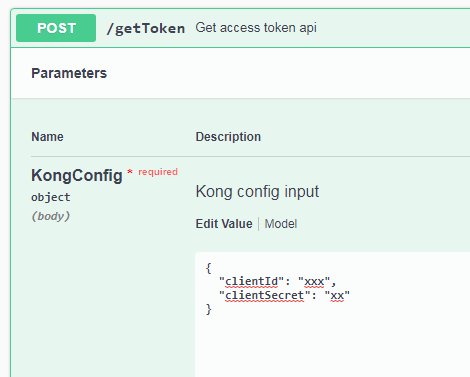 POST /getToken Get access token api
Parameters
Name Description
KongConfig * required
object
(body)
Kong config input
Edit Value | Model
{
"clientId": "xxx",
"clientSecret": "xx"
}